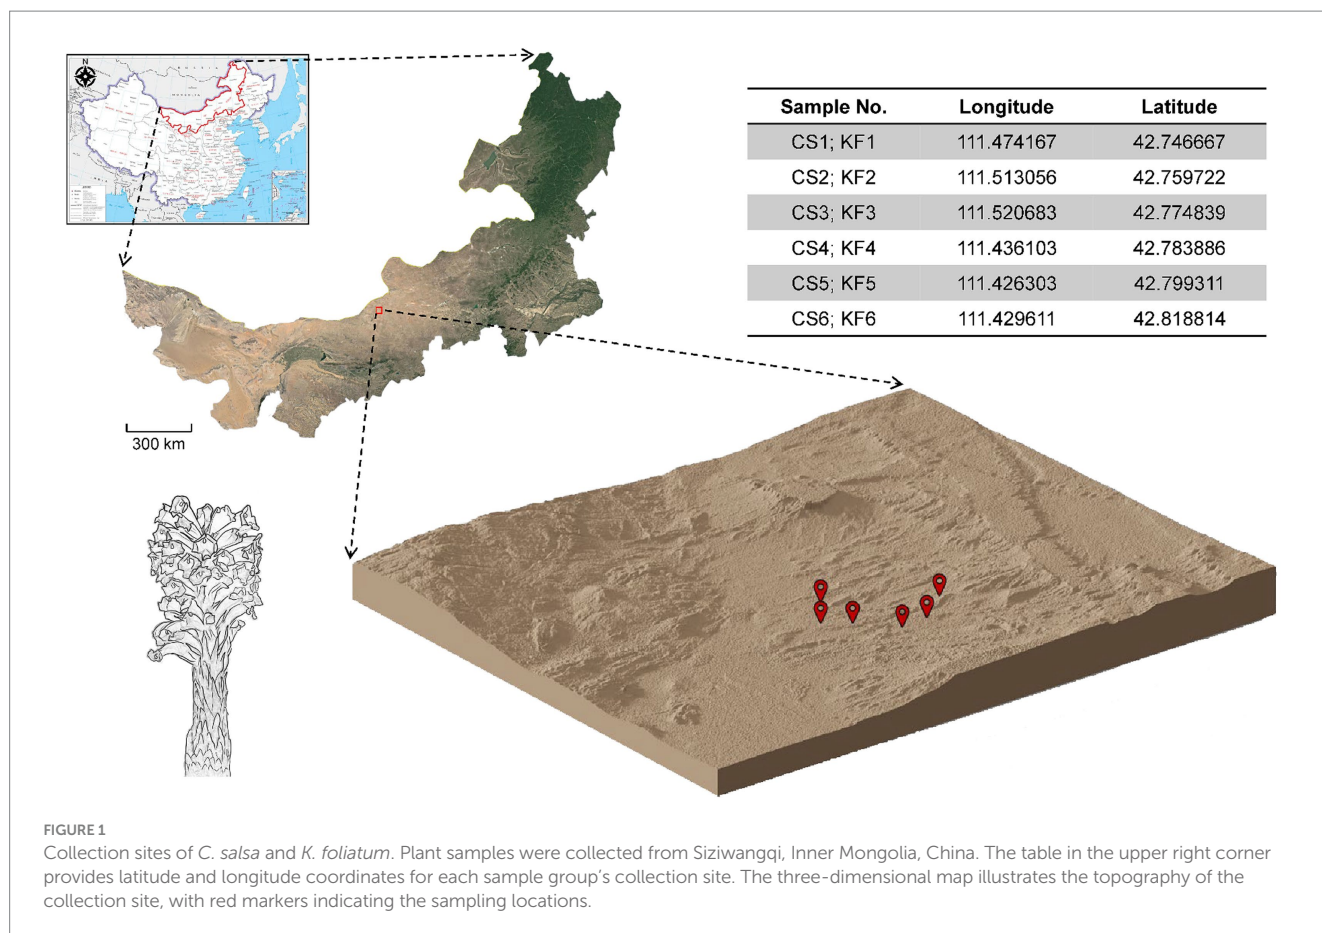 N
Sample No. Longitude Latitude
CS1; KF1 111.474167 42.746667
CS2; KF2 111.513056 42.759722
CS3; KF3 111.520683 42.774839
CS4; KF4 111.436103 42.783886
CS5; KF5 111.426303 42.799311
CS6; KF6 111.429611 42.818814
300 km
FIGURE 1
Collection sites of C. salsa and K. foliatum. Plant samples were collected from Siziwangqi, Inner Mongolia, China. The table in the upper right corner
provides latitude and longitude coordinates for each sample group's collection site. The three-dimensional map illustrates the topography of the
collection site, with red markers indicating the sampling locations.